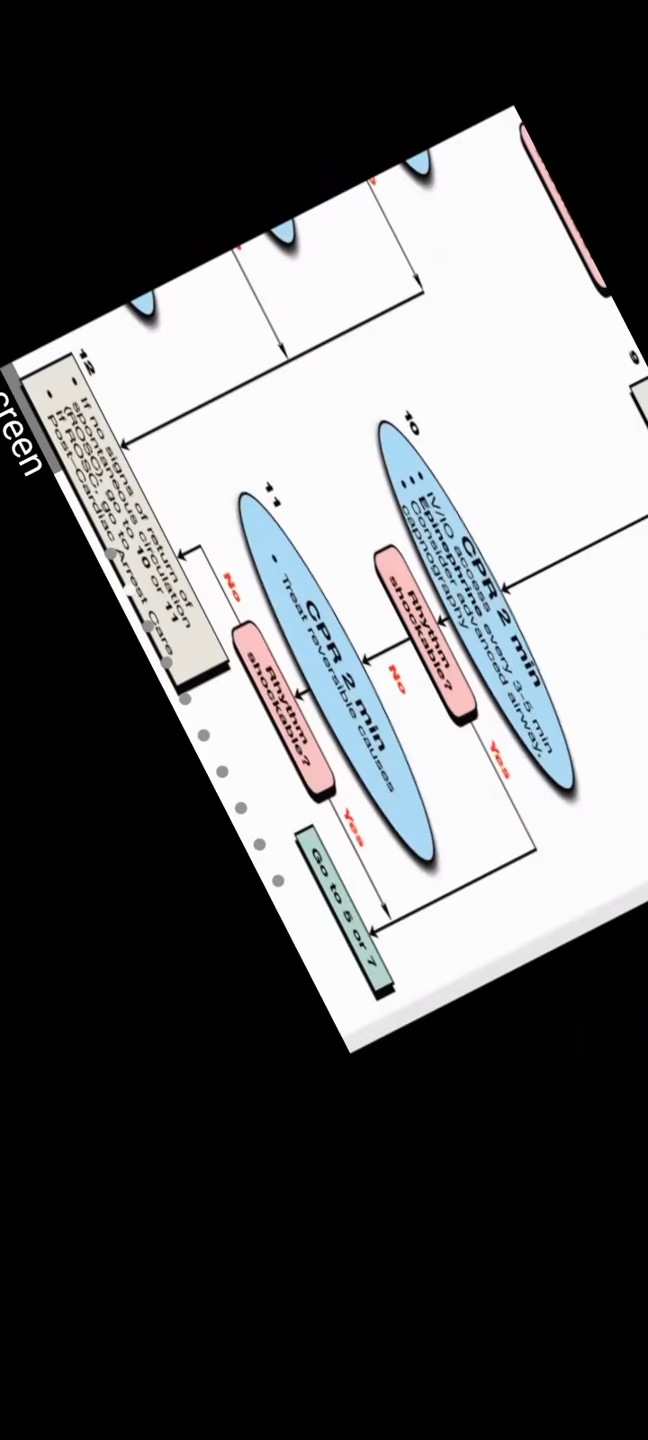 9
10
CPR 2 min
• IV/IO access
• Epinephrine every 3-5 min
• Consider advanced airway,
capnography
Rhythm
shockable?
Yes
No
11
CPR 2 min
• Treat reversible causes
Rhythm
shockable?
No
Yes
12
• If no signs of return of
spontaneous circulation
(ROSC), go to 10 or 11
• If ROSC, go to
Post-Cardiac Arrest Care
Go to 5 or 7
creen